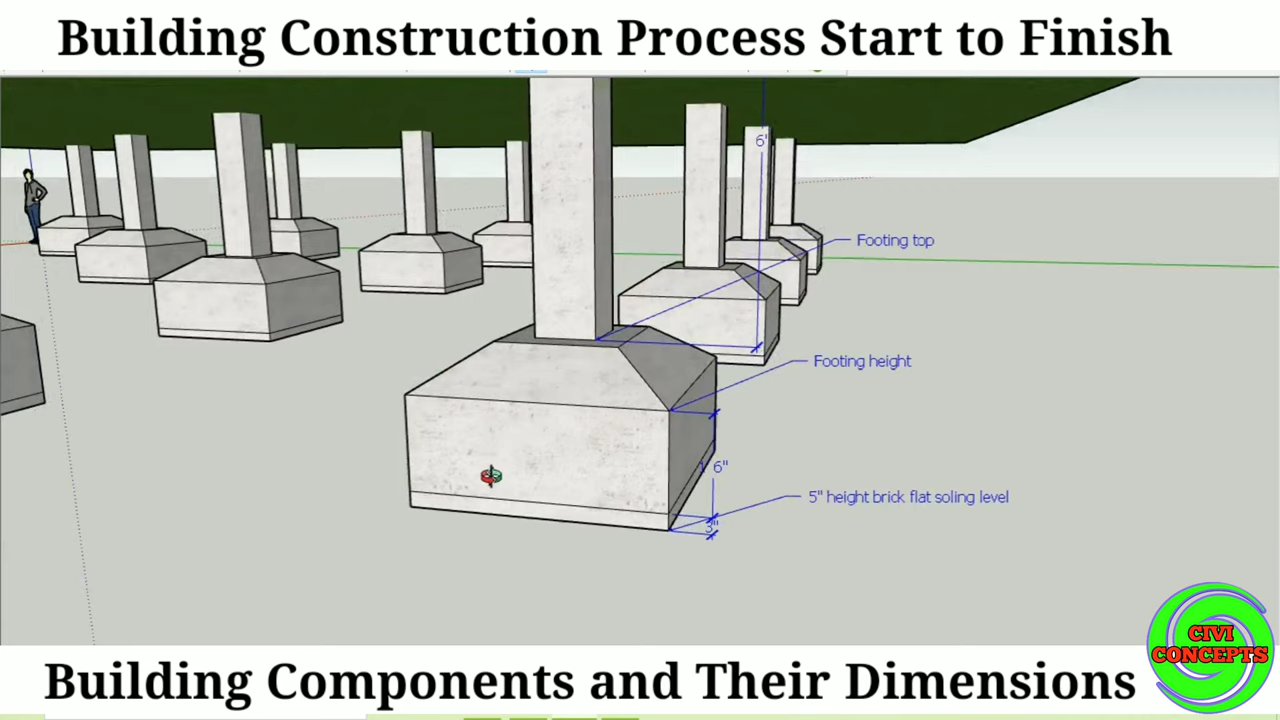 Building Construction Process Start to Finish
6'
Footing top
Footing height
6"
5" height brick flat soling level
3"
CIVI
CONCEPTS
Building Components and Their Dimensions